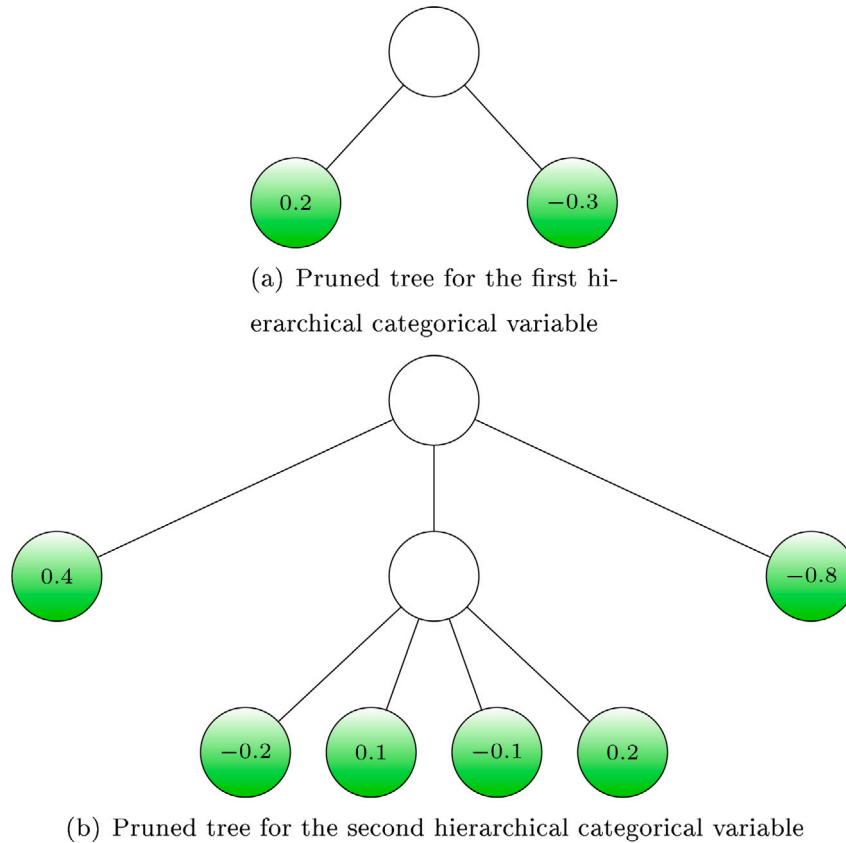 0.2
−0.3
(a) Pruned tree for the first hi-
erarchical categorical variable
0.4
−0.8
−0.2
0.1
−0.1
0.2
(b) Pruned tree for the second hierarchical categorical variable